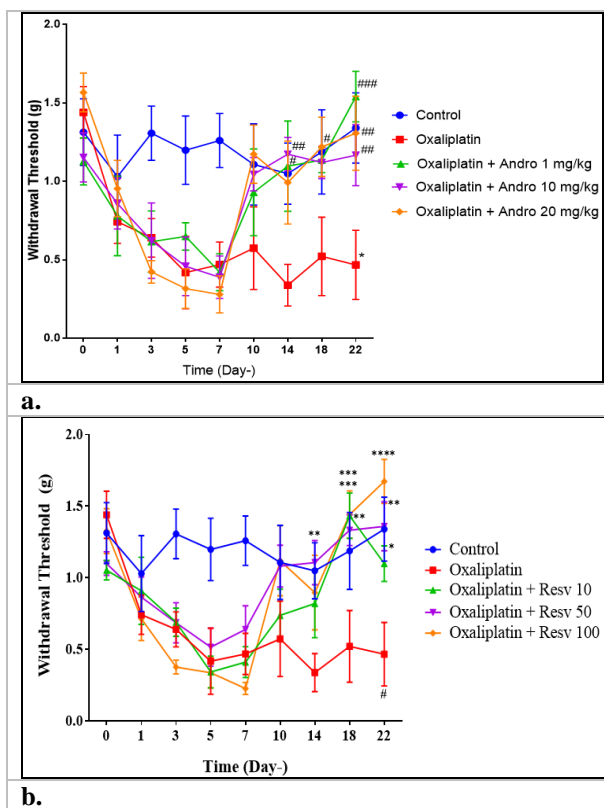 2.0
1.5
1.0
0.5
0.0
Withdrawal Threshold (g)
0 1 3 5 7 10 14 18 22
Time (Day-)
##
#
#
###
##
##
*
Control
Oxaliplatin
Oxaliplatin + Andro 1 mg/kg
Oxaliplatin + Andro 10 mg/kg
Oxaliplatin + Andro 20 mg/kg
a.
2.0
1.5
1.0
0.5
0.0
Withdrawal Threshold (g)
0 1 3 5 7 10 14 18 22
Time (Day-)
**
***
***
**
****
**
*
#
Control
Oxaliplatin
Oxaliplatin + Resv 10
Oxaliplatin + Resv 50
Oxaliplatin + Resv 100
b.